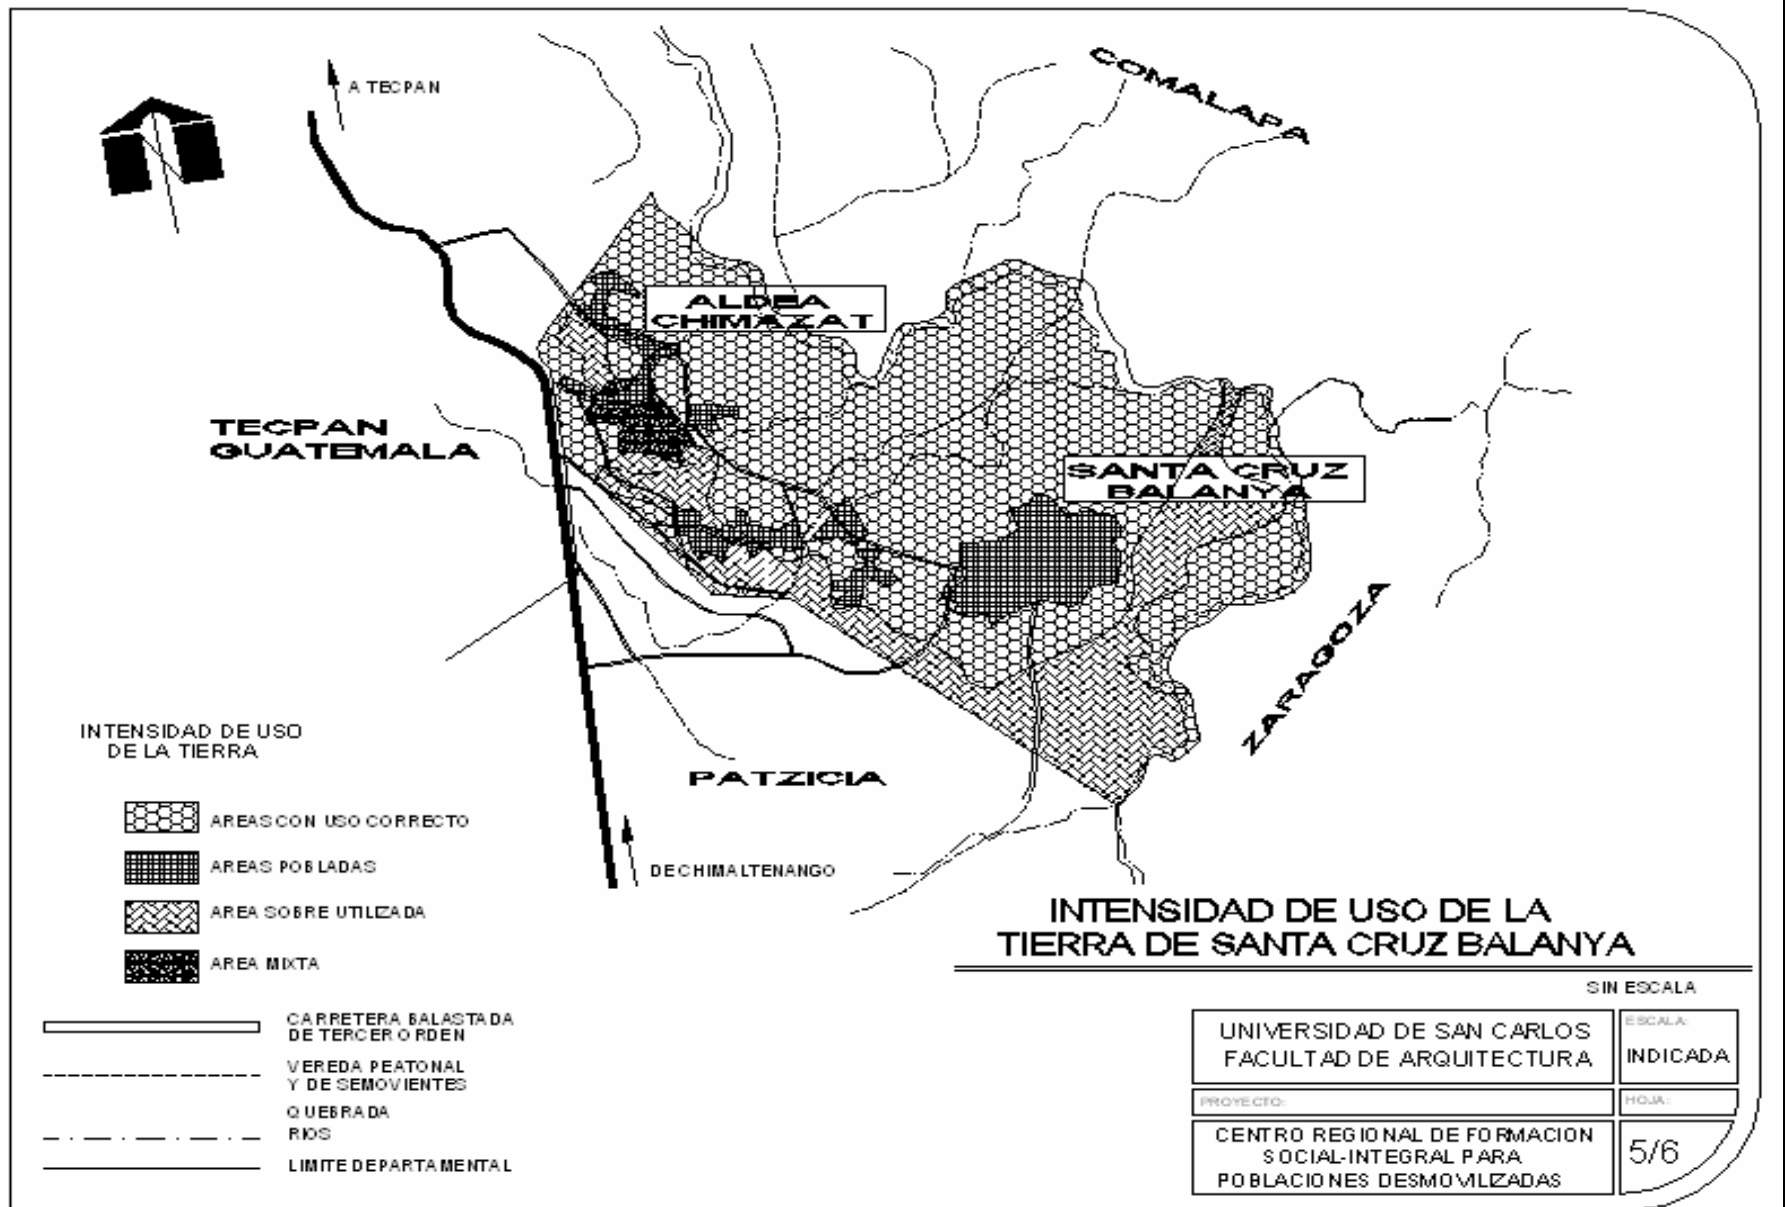 A TECPAN
COMALAPA
ALDEA
CHIMAZAT
TECPAN
GUATEMALA
SANTA CRUZ
BALANYA
ZARAGOZA
PATZICIA
DE CHIMALTENANGO
INTENSIDAD DE USO
DE LA TIERRA
AREAS CON USO CORRECTO
AREAS POBLADAS
AREA SOBRE UTILIZADA
AREA MIXTA
CARRETERA BALASTADA
DE TERCER ORDEN
VEREDA PEATONAL
Y DE SEMOVIENTES
QUEBRADA
RIOS
LIMITE DEPARTAMENTAL
INTENSIDAD DE USO DE LA
TIERRA DE SANTA CRUZ BALANYA
SIN ESCALA
UNIVERSIDAD DE SAN CARLOS
FACULTAD DE ARQUITECTURA
ESCALA:
INDICADA
PROYECTO:
HOJA:
CENTRO REGIONAL DE FORMACION
SOCIAL-INTEGRAL PARA
POBLACIONES DESMOVILIZADAS
5/6